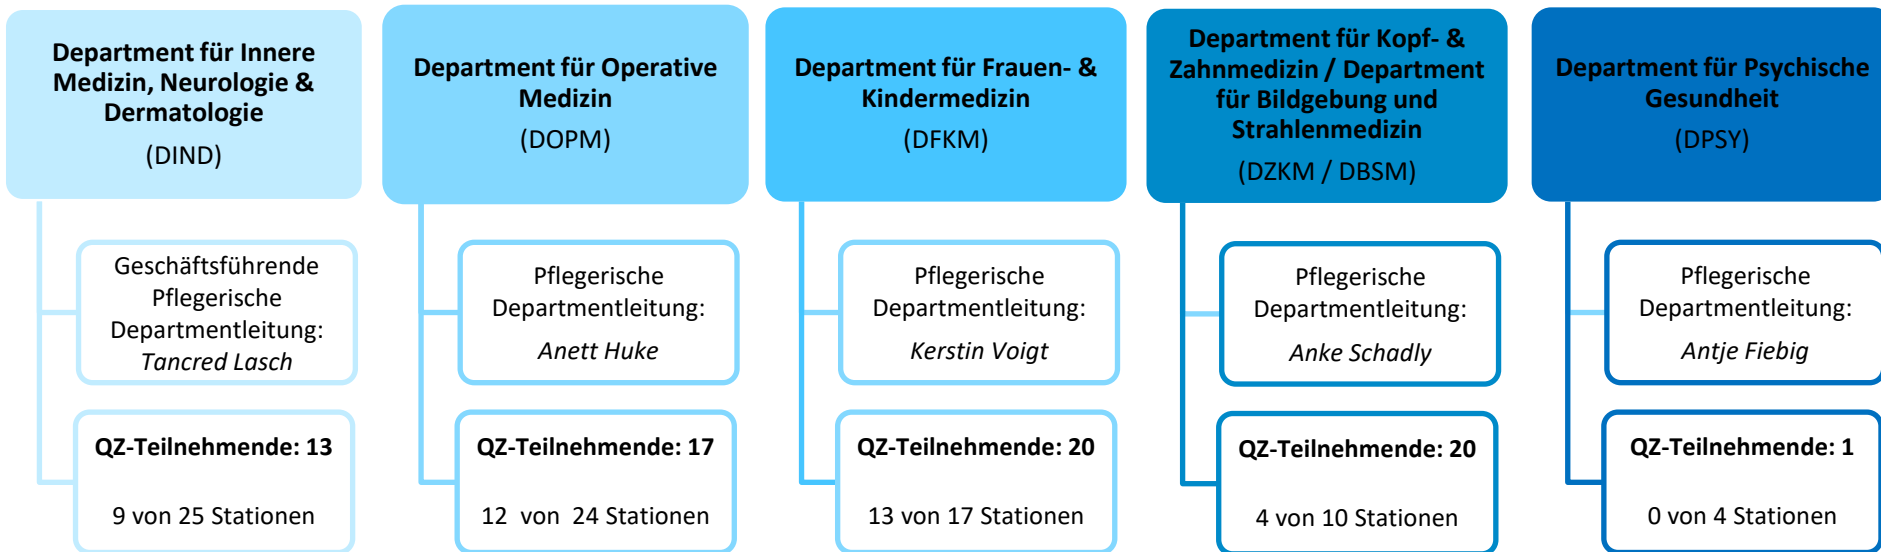 Department für Innere
Medizin, Neurologie &
Dermatologie
(DIND)
Geschäftsführende
Pflegerische
Departmentleitung:
Tancred Lasch
QZ-Teilnehmende: 13
9 von 25 Stationen
Department für Operative
Medizin
(DOPM)
Pflegerische
Departmentleitung:
Anett Huke
QZ-Teilnehmende: 17
12 von 24 Stationen
Department für Frauen- &
Kindermedizin
(DFKM)
Pflegerische
Departmentleitung:
Kerstin Voigt
QZ-Teilnehmende: 20
13 von 17 Stationen
Department für Kopf- &
Zahnmedizin / Department
für Bildgebung und
Strahlenmedizin
(DZKM / DBSM)
Pflegerische
Departmentleitung:
Anke Schadly
QZ-Teilnehmende: 20
4 von 10 Stationen
Department für Psychische
Gesundheit
(DPSY)
Pflegerische
Departmentleitung:
Antje Fiebig
QZ-Teilnehmende: 1
0 von 4 Stationen